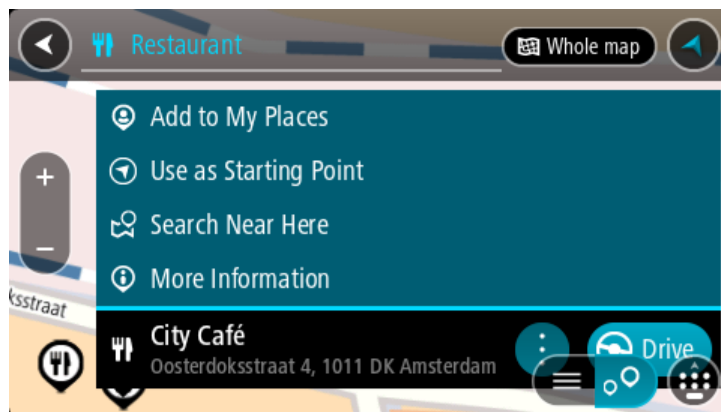 Restaurant
Whole map
Add to My Places
Use as Starting Point
Search Near Here
More Information
City Café
Drive
Oosterdoksstraat 4, 1011 DK Amsterdam